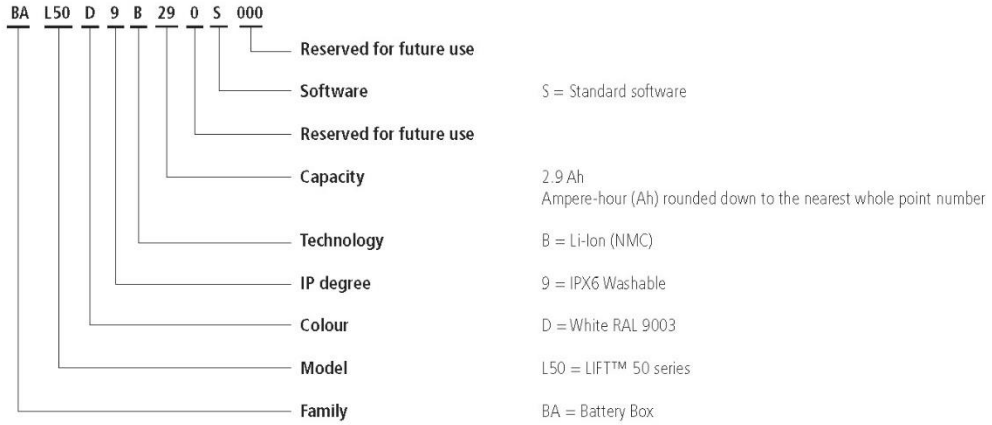 BA L50 D 9 B 29 0 S 000
Reserved for future use
Software S = Standard software
Reserved for future use
Capacity 2.9 Ah
Ampere-hour (Ah) rounded down to the nearest whole point number
Technology B = Li-Ion (NMC)
IP degree 9 = IPX6 Washable
Colour D = White RAL 9003
Model L50 = LIFT™ 50 series
Family BA = Battery Box